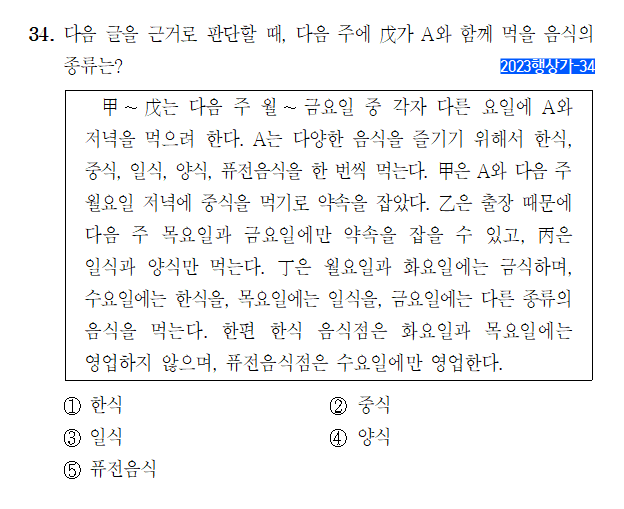 34. 다음 글을 근거로 판단할 때, 다음 주에 戊가 A와 함께 먹을 음식의
종류는?
2023행상가-34
甲～戊는 다음 주 월～금요일 중 각자 다른 요일에 A와
저녁을 먹으려 한다. A는 다양한 음식을 즐기기 위해서 한식,
중식, 일식, 양식, 퓨전음식을 한 번씩 먹는다. 甲은 A와 다음 주
월요일 저녁에 중식을 먹기로 약속을 잡았다. 乙은 출장 때문에
다음 주 목요일과 금요일에만 약속을 잡을 수 있고, 丙은
일식과 양식만 먹는다. 丁은 월요일과 화요일에는 금식하며,
수요일에는 한식을, 목요일에는 일식을, 금요일에는 다른 종류의
음식을 먹는다. 한편 한식 음식점은 화요일과 목요일에는
영업하지 않으며, 퓨전음식점은 수요일에만 영업한다.
① 한식 ② 중식
③ 일식 ④ 양식
⑤ 퓨전음식